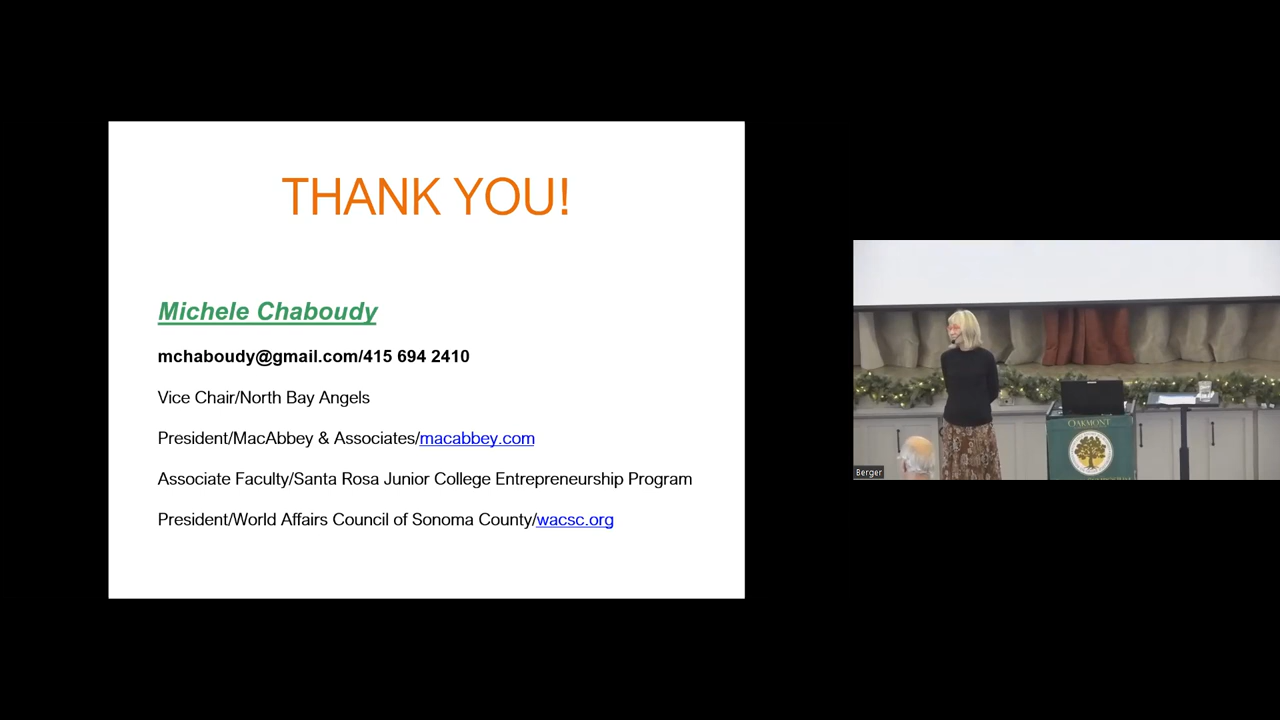 THANK YOU!
Michele Chaboudy
mchaboudy@gmail.com/415 694 2410
Vice Chair/North Bay Angels
President/MacAbbey & Associates/macabbey.com
Associate Faculty/Santa Rosa Junior College Entrepreneurship Program
President/World Affairs Council of Sonoma County/wacsc.org
OAKMONT
Berger